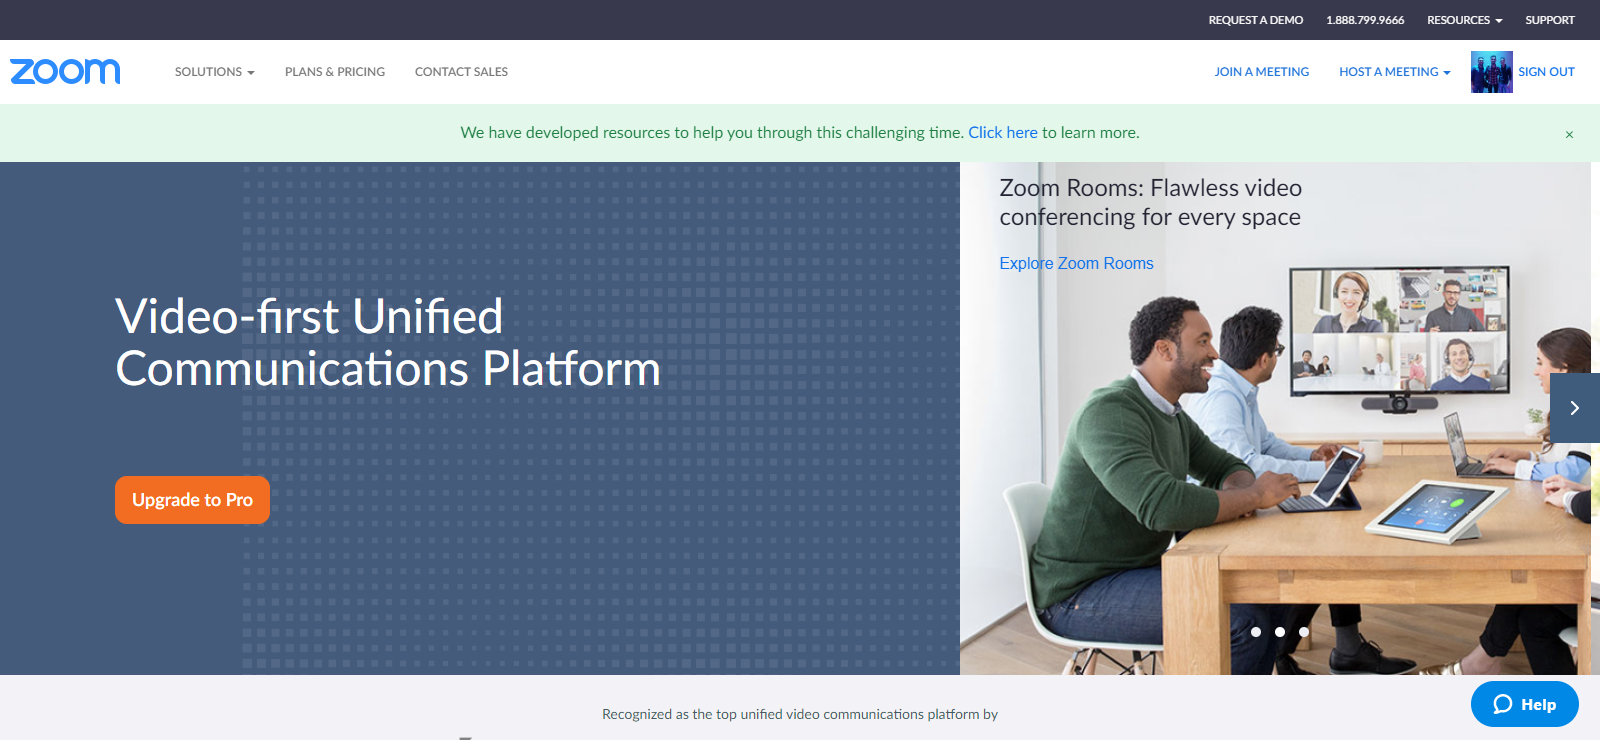 REQUEST A DEMO 1.888.799.9666 RESOURCES SUPPORT
zoom SOLUTIONS PLANS & PRICING CONTACT SALES JOIN A MEETING HOST A MEETING SIGN OUT
We have developed resources to help you through this challenging time. Click here to learn more. ×
Video-first Unified
Communications Platform
Upgrade to Pro
Zoom Rooms: Flawless video
conferencing for every space
Explore Zoom Rooms
Recognized as the top unified video communications platform by
Help